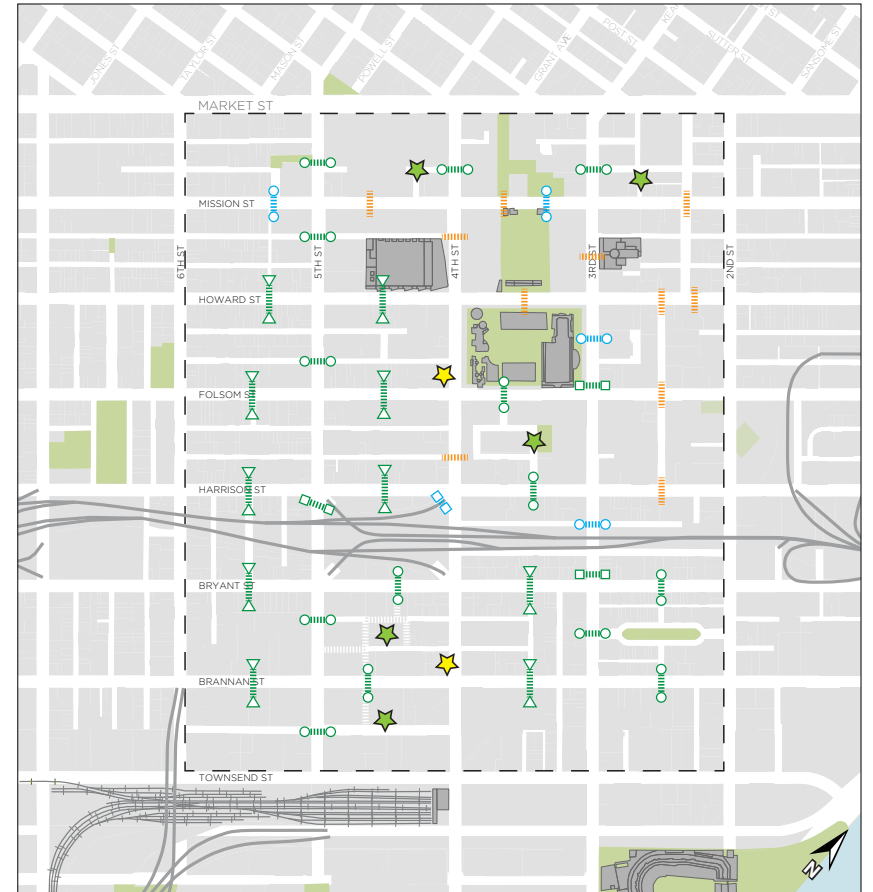 JONES ST
TAYLOR ST
MASON ST
POWELL ST
GRANT AVE
POST ST
KEA
SUTTER ST
SANSOME ST
MARKET ST
MISSION ST
6TH ST
5TH ST
4TH ST
3RD ST
2ND ST
HOWARD ST
FOLSOM ST
HARRISON ST
BRYANT ST
BRANNAN ST
TOWNSEND ST
N